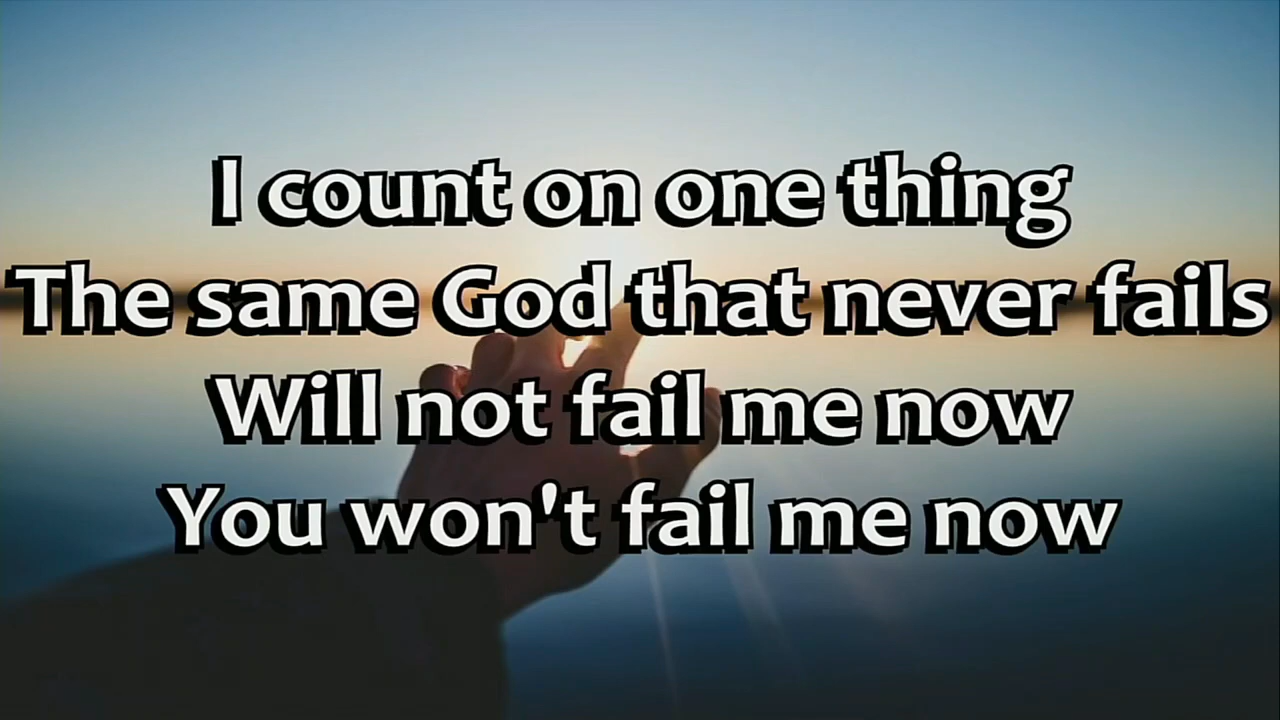 I count on one thing
The same God that never fails
Will not fail me now
You won't fail me now